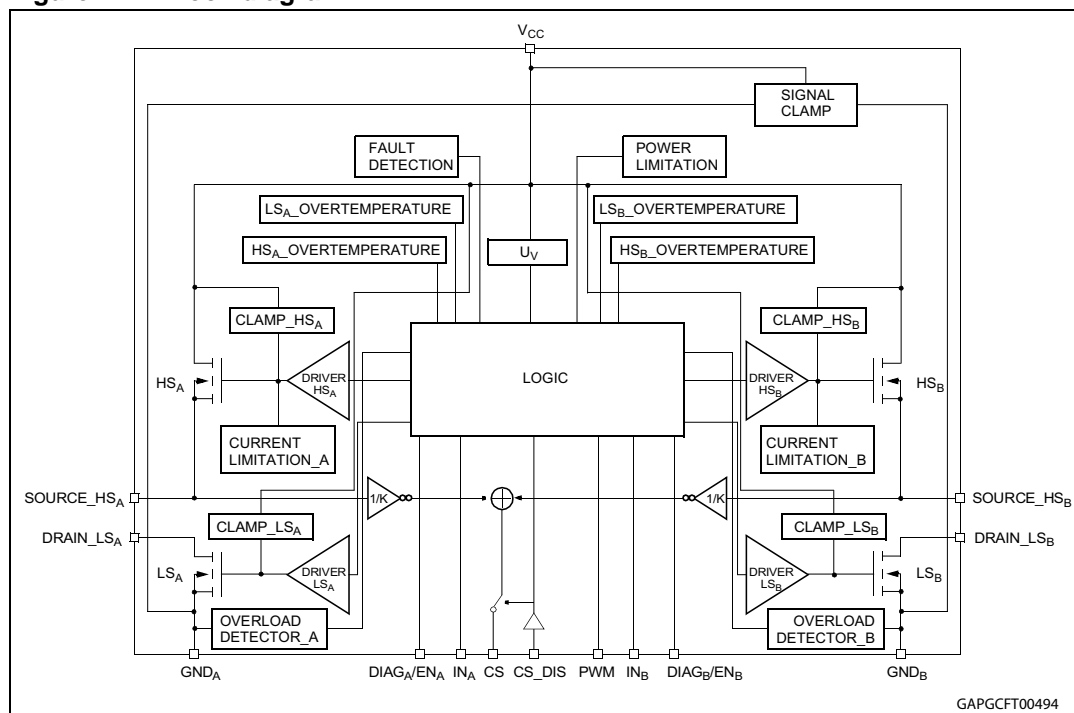 V_CC
SIGNAL
CLAMP
FAULT
DETECTION
POWER
LIMITATION
LS_A_OVERTEMPERATURE
LS_B_OVERTEMPERATURE
HS_A_OVERTEMPERATURE
U_V
HS_B_OVERTEMPERATURE
CLAMP_HS_A
CLAMP_HS_B
LOGIC
HS_A
DRIVER
HS_A
DRIVER
HS_B
HS_B
CURRENT
LIMITATION_A
CURRENT
LIMITATION_B
SOURCE_HS_A
1/K
1/K
SOURCE_HS_B
CLAMP_LS_A
CLAMP_LS_B
DRAIN_LS_A
DRAIN_LS_B
LS_A
DRIVER
LS_A
DRIVER
LS_B
LS_B
OVERLOAD
DETECTOR_A
OVERLOAD
DETECTOR_B
GND_A
DIAG_A/EN_A
IN_A
CS
CS_DIS
PWM
IN_B
DIAG_B/EN_B
GND_B
GAPGCFT00494